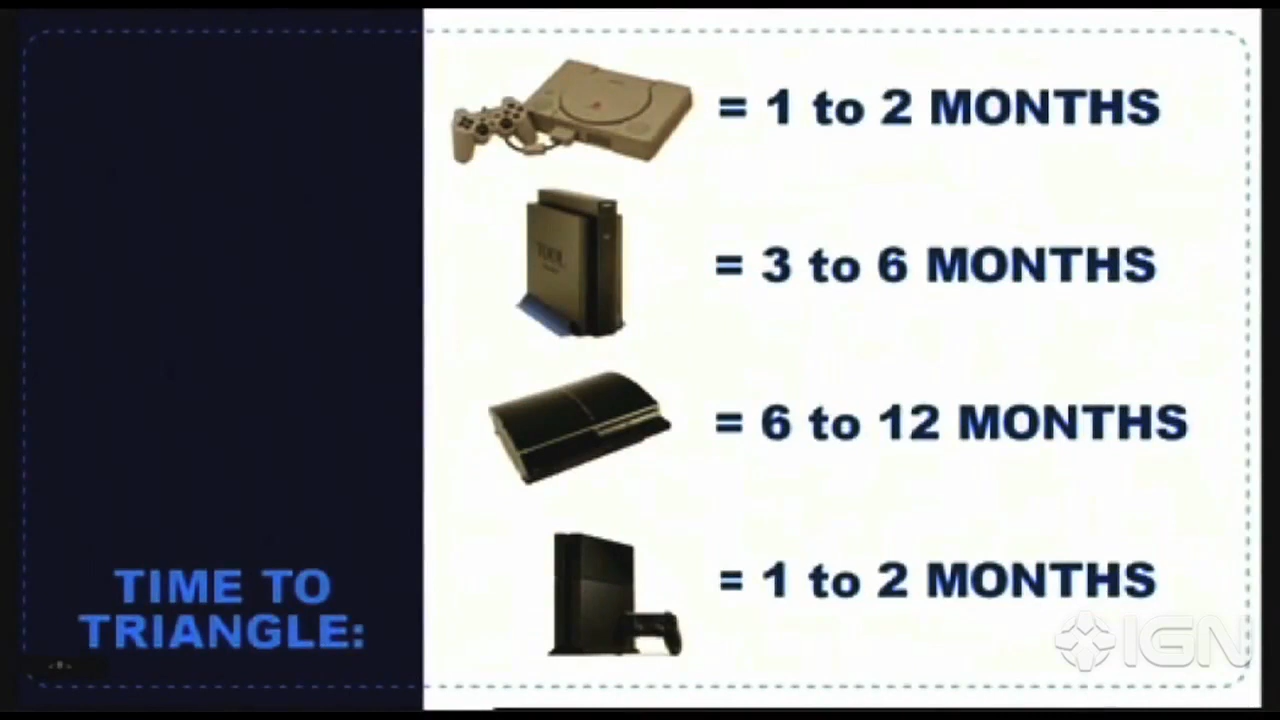 = 1 to 2 MONTHS
= 3 to 6 MONTHS
= 6 to 12 MONTHS
= 1 to 2 MONTHS
TIME TO
TRIANGLE:
IGN